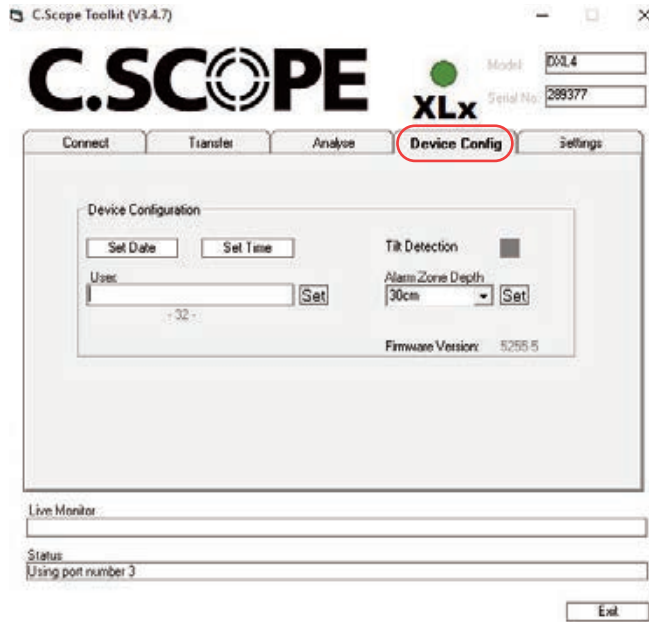 C.Scope Toolkit (V3.4.7)
C.SCOPE
XLx
Model: DXL4
Serial No: 289377
Connect Transfer Analyse Device Config Settings
Device Configuration
Set Date Set Time Tilt Detection
User: Alarm Zone Depth
Set 30cm Set
- 32 -
Firmware Version: 5255.5
Live Monitor
Status
Using port number 3
Exit